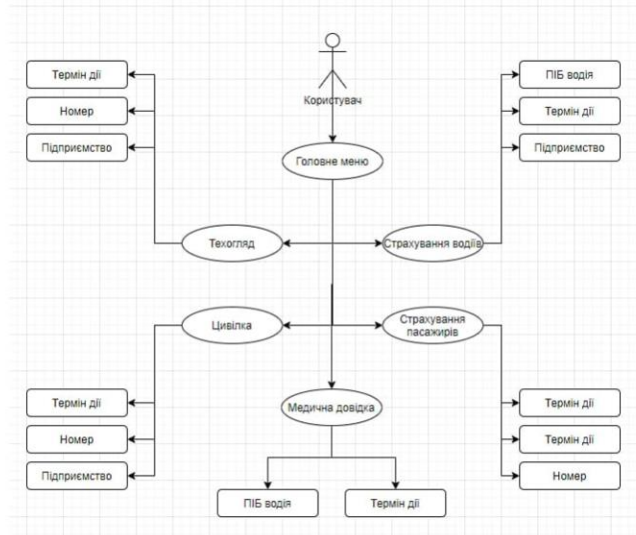 Користувач
Термін дії
Номер
Підприємство
ПІБ водія
Термін дії
Підприємство
Головне меню
Техогляд
Страхування водіїв
Цивілка
Страхування
пасажирів
Медична довідка
Термін дії
Номер
Підприємство
Термін дії
Термін дії
Номер
ПІБ водія
Термін дії